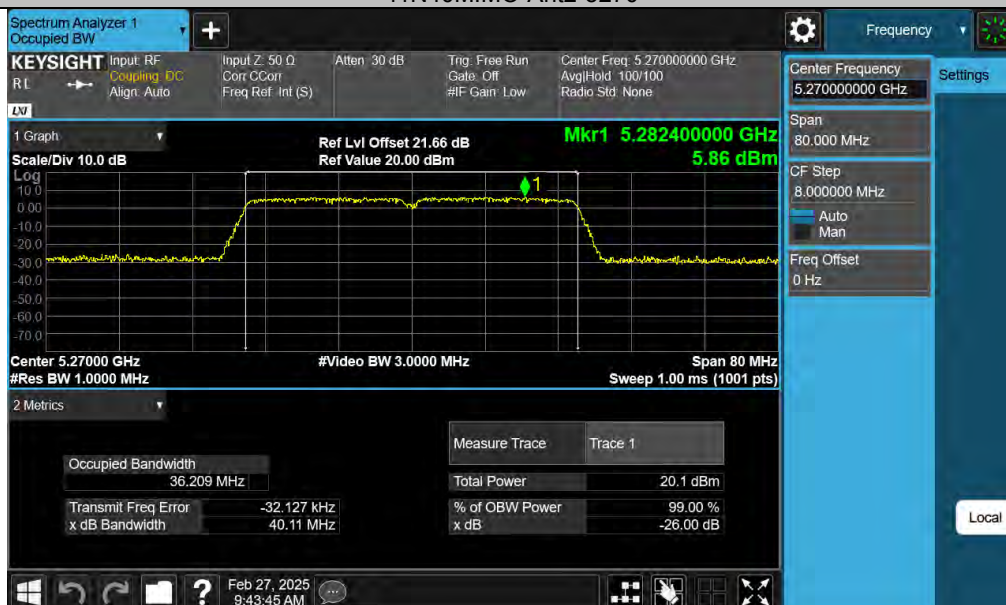 Spectrum Analyzer 1
Occupied BW
+
Frequency
KEYSIGHT Input: RF
Coupling: DC
Align: Auto
RL
LXI
Input Z: 50 Ω
Corr CCorr
Freq Ref: Int (S)
Atten: 30 dB
Trig: Free Run
Gate: Off
#IF Gain: Low
Center Freq: 5.270000000 GHz
Avg|Hold: 100/100
Radio Std: None
Center Frequency
5.270000000 GHz
Settings
Span
80.000 MHz
CF Step
8.000000 MHz
Auto
Man
Freq Offset
0 Hz
1 Graph
Ref Lvl Offset 21.66 dB
Mkr1 5.282400000 GHz
Scale/Div 10.0 dB
Ref Value 20.00 dBm
5.86 dBm
Log
1
10.0
0.00
-10.0
-20.0
-30.0
-40.0
-50.0
-60.0
-70.0
Center 5.27000 GHz
#Video BW 3.0000 MHz
Span 80 MHz
#Res BW 1.0000 MHz
Sweep 1.00 ms (1001 pts)
2 Metrics
Measure Trace Trace 1
Occupied Bandwidth
36.209 MHz
Total Power 20.1 dBm
Transmit Freq Error -32.127 kHz
% of OBW Power 99.00 %
x dB Bandwidth 40.11 MHz
x dB -26.00 dB
Local
?
Feb 27, 2025
9:43:45 AM